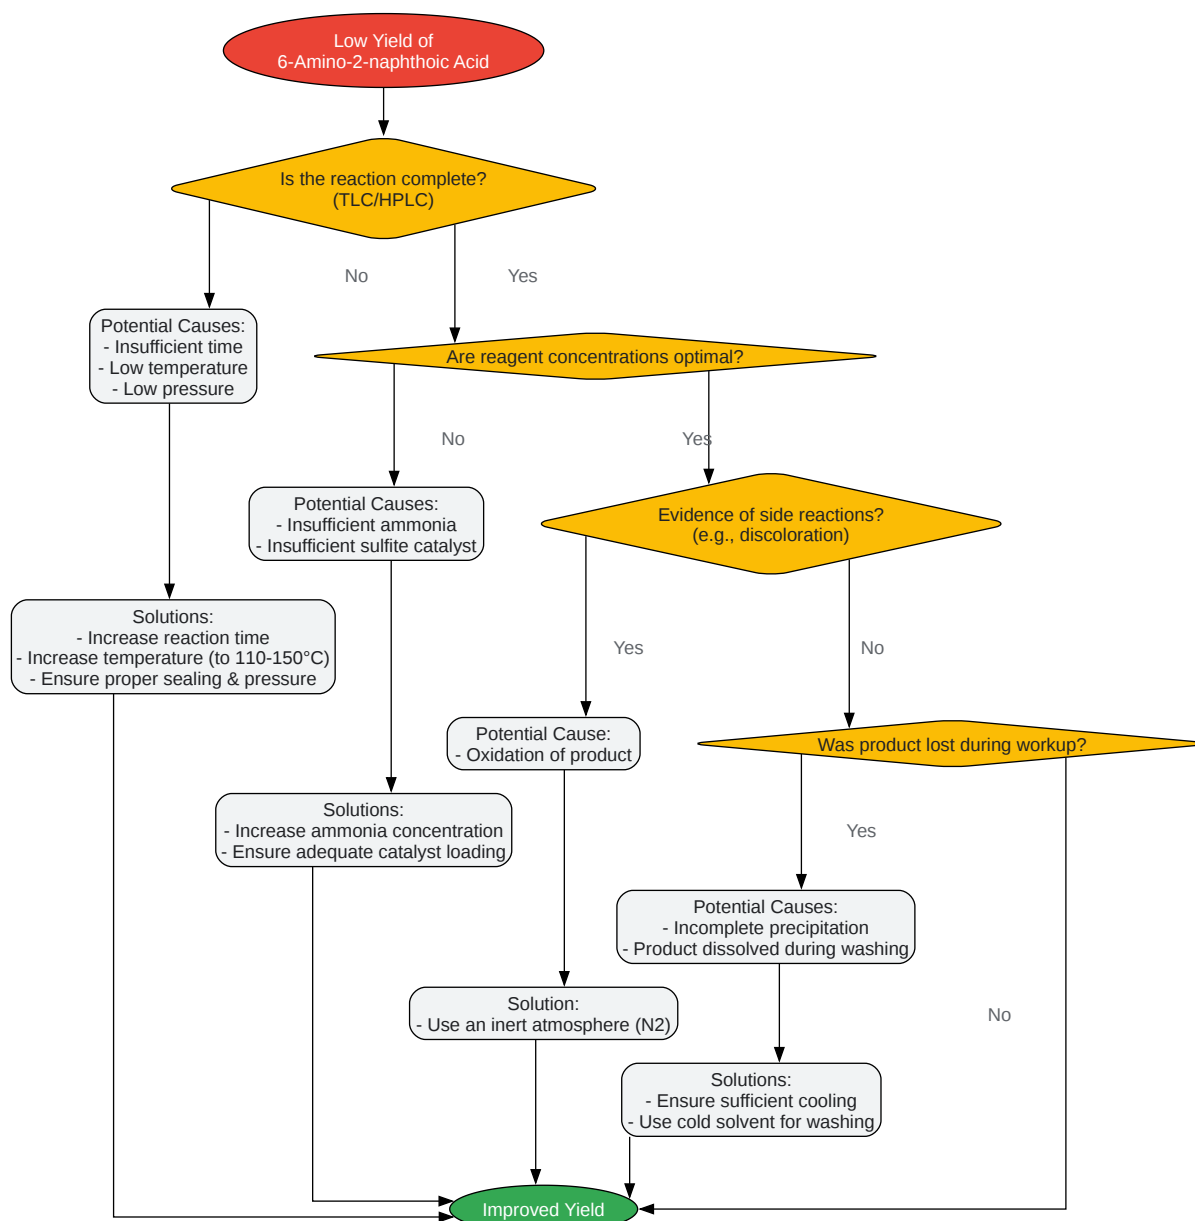 Low Yield of
6-Amino-2-naphthoic Acid
Is the reaction complete?
(TLC/HPLC)
No
Yes
Potential Causes:
- Insufficient time
- Low temperature
- Low pressure
Are reagent concentrations optimal?
No
Yes
Potential Causes:
- Insufficient ammonia
- Insufficient sulfite catalyst
Evidence of side reactions?
(e.g., discoloration)
Solutions:
- Increase reaction time
- Increase temperature (to 110-150°C)
- Ensure proper sealing & pressure
Yes
No
Potential Cause:
- Oxidation of product
Was product lost during workup?
Solutions:
- Increase ammonia concentration
- Ensure adequate catalyst loading
Yes
Potential Causes:
- Incomplete precipitation
- Product dissolved during washing
Solution:
- Use an inert atmosphere (N2)
No
Solutions:
- Ensure sufficient cooling
- Use cold solvent for washing
Improved Yield